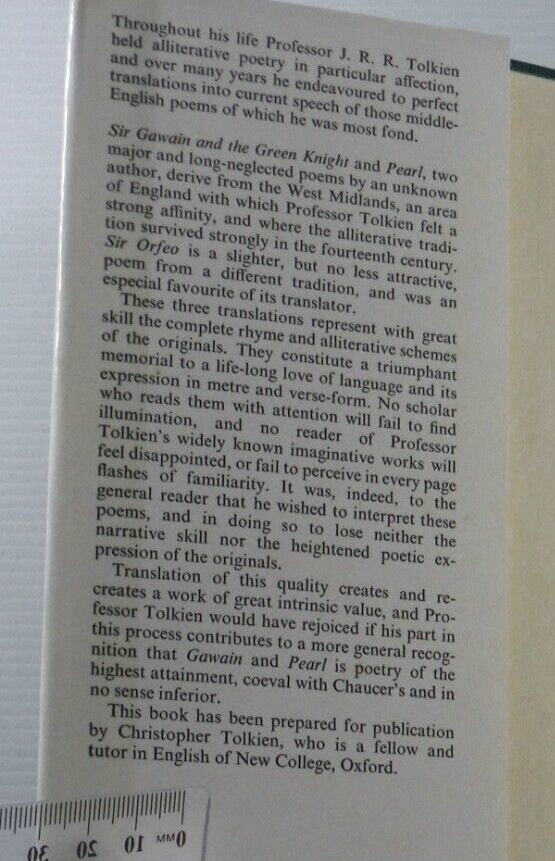 Throughout his life Professor J. R. R. Tolkien
held alliterative poetry in particular affection,
and over many years he endeavoured to perfect
translations into current speech of those middle-
English poems of which he was most fond.
Sir Gawain and the Green Knight and Pearl, two
major and long-neglected poems by an unknown
author, derive from the West Midlands, an area
of England with which Professor Tolkien felt a
strong affinity, and where the alliterative tradi-
tion survived strongly in the fourteenth century.
Sir Orfeo is a slighter, but no less attractive,
poem from a different tradition, and was an
especial favourite of its translator.
These three translations represent with great
skill the complete rhyme and alliterative schemes
of the originals. They constitute a triumphant
memorial to a life-long love of language and its
expression in metre and verse-form. No scholar
who reads them with attention will fail to find
illumination, and no reader of Professor
Tolkien's widely known imaginative works will
feel disappointed, or fail to perceive in every page
flashes of familiarity. It was, indeed, to the
general reader that he wished to interpret these
poems, and in doing so to lose neither the
narrative skill nor the heightened poetic ex-
pression of the originals.
Translation of this quality creates and re-
creates a work of great intrinsic value, and Pro-
fessor Tolkien would have rejoiced if his part in
this process contributes to a more general recog-
nition that Gawain and Pearl is poetry of the
highest attainment, coeval with Chaucer's and in
no sense inferior.
This book has been prepared for publication
by Christopher Tolkien, who is a fellow and
tutor in English of New College, Oxford.
30 20 10 MM 0